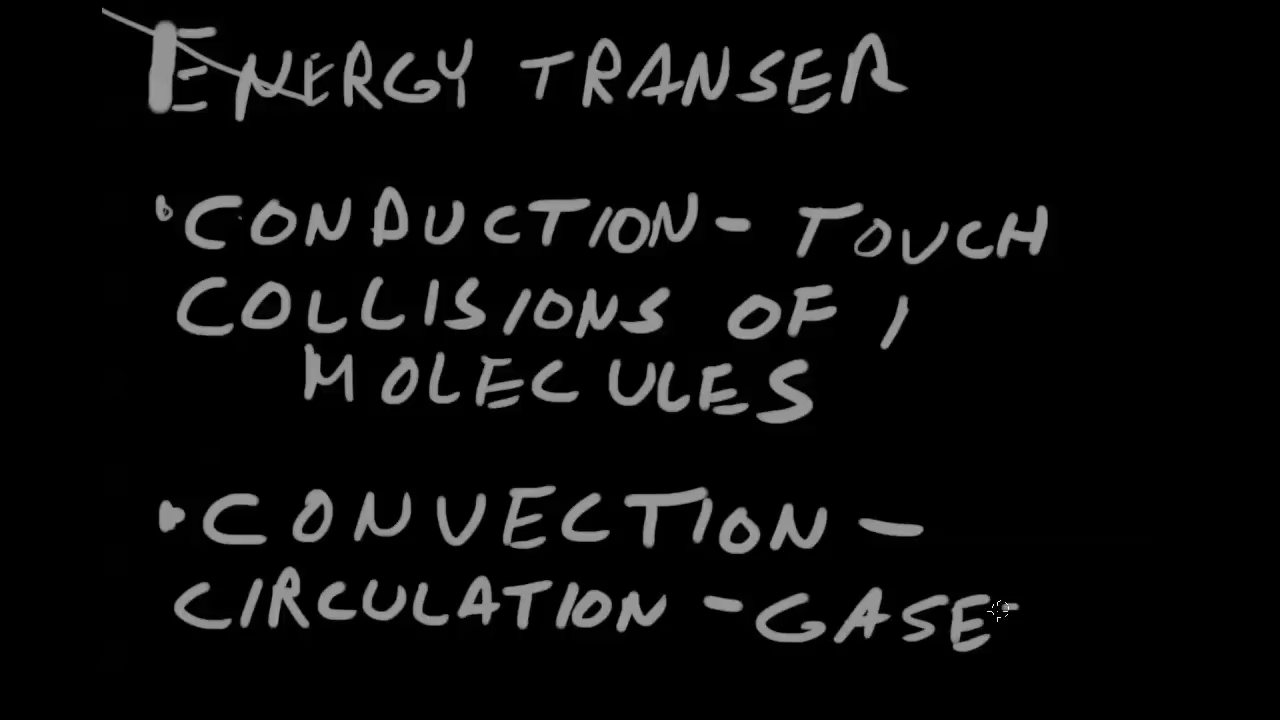 ENERGY TRANSER
• CONDUCTION - TOUCH
COLLISIONS OF
MOLECULES
• CONVECTION -
CIRCULATION - GASE